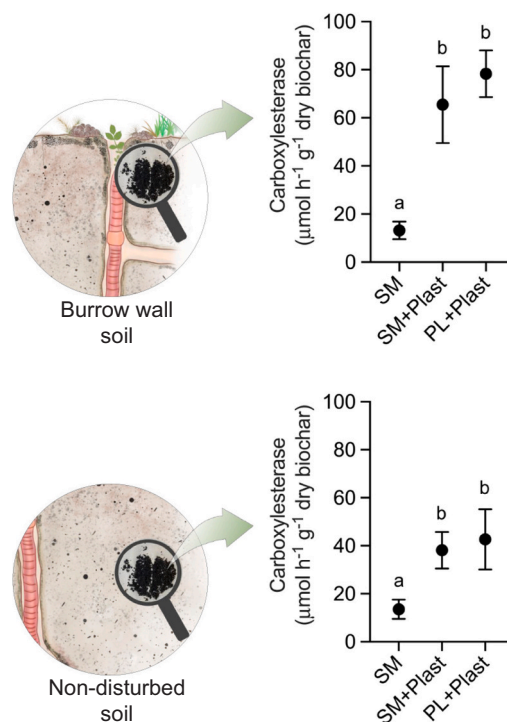 Carboxylesterase
(μmol h⁻¹ g⁻¹ dry biochar)
100
80
60
40
20
0
a
b
b
SM
SM+Plast
PL+Plast
Burrow wall
soil
Carboxylesterase
(μmol h⁻¹ g⁻¹ dry biochar)
100
80
60
40
20
0
a
b
b
SM
SM+Plast
PL+Plast
Non-disturbed
soil